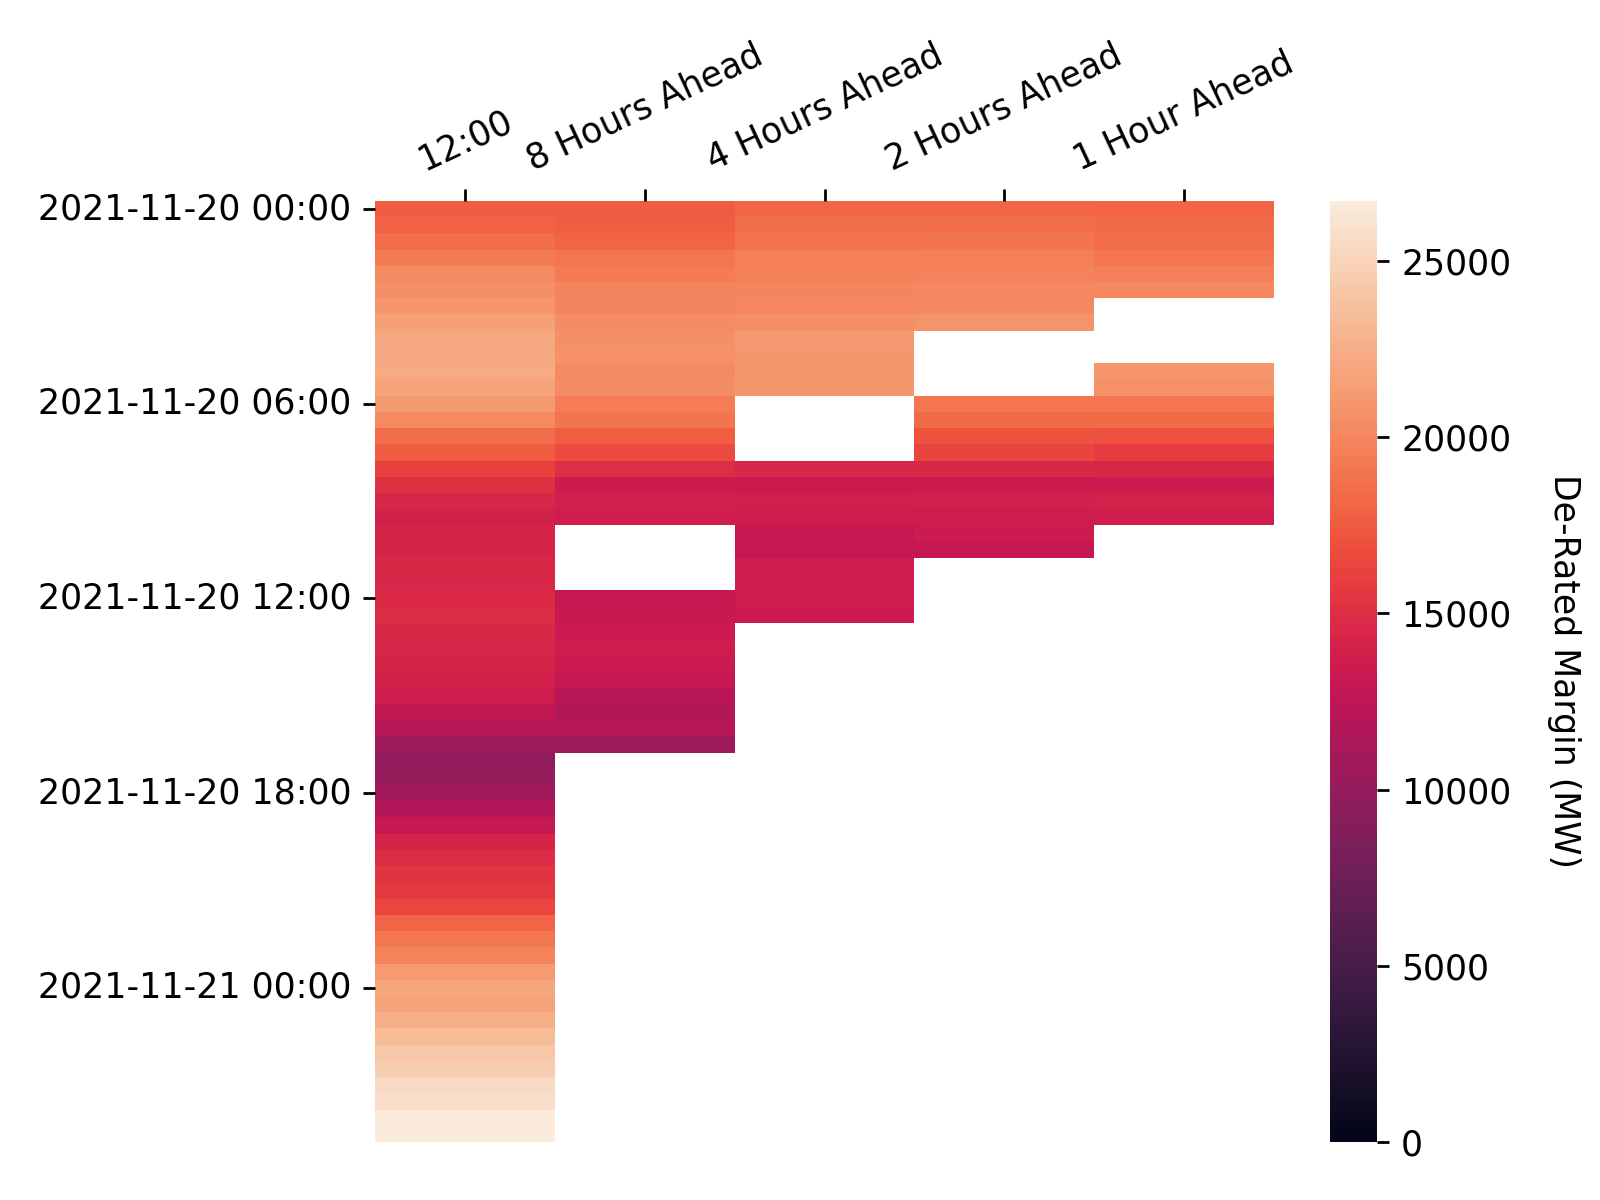 12:00
8 Hours Ahead
4 Hours Ahead
2 Hours Ahead
1 Hour Ahead
2021-11-20 00:00
2021-11-20 06:00
2021-11-20 12:00
2021-11-20 18:00
2021-11-21 00:00
25000
20000
15000
10000
5000
0
De-Rated Margin (MW)